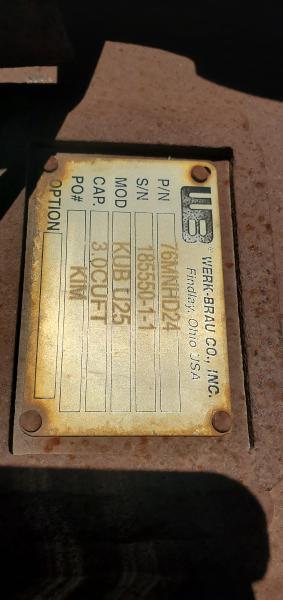 WB
WERK-BRAU CO., INC.
Findlay, Ohio USA
P/N 76MNHD24
S/N 185550-1-1
MOD KUB U25
CAP. 3.0CUFT
PO# KIM
OPTION